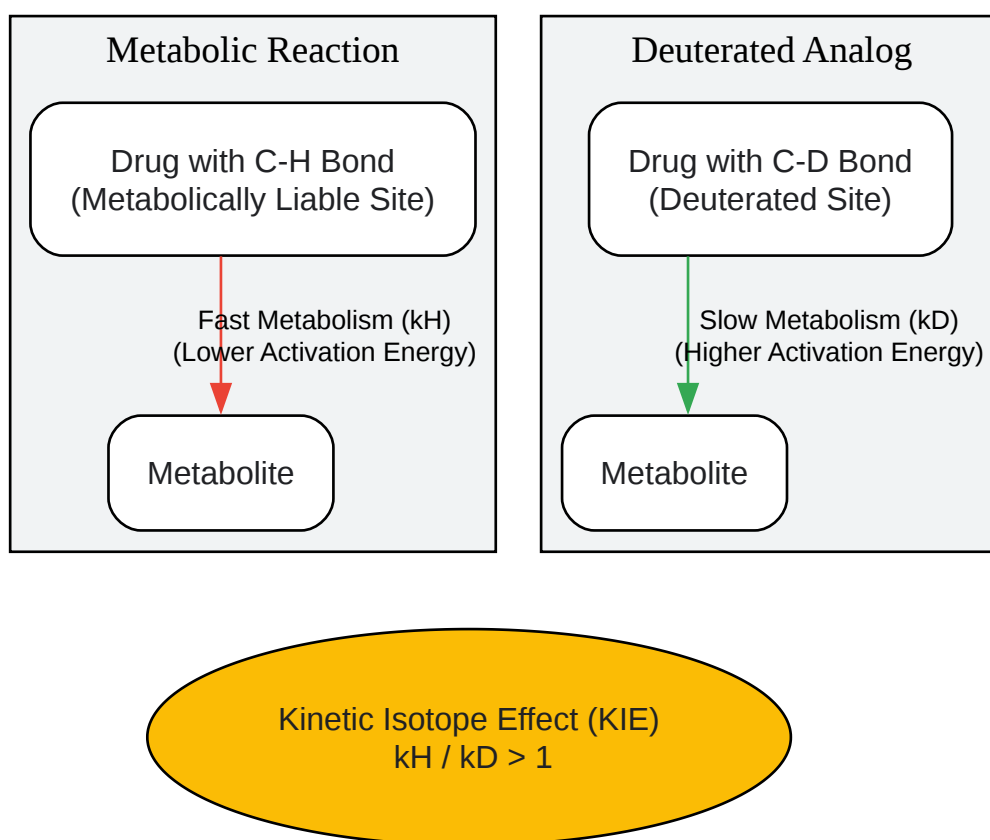 Metabolic Reaction
Drug with C-H Bond
(Metabolically Liable Site)
Fast Metabolism (kH)
(Lower Activation Energy)
Metabolite
Deuterated Analog
Drug with C-D Bond
(Deuterated Site)
Slow Metabolism (kD)
(Higher Activation Energy)
Metabolite
Kinetic Isotope Effect (KIE)
kH / kD > 1